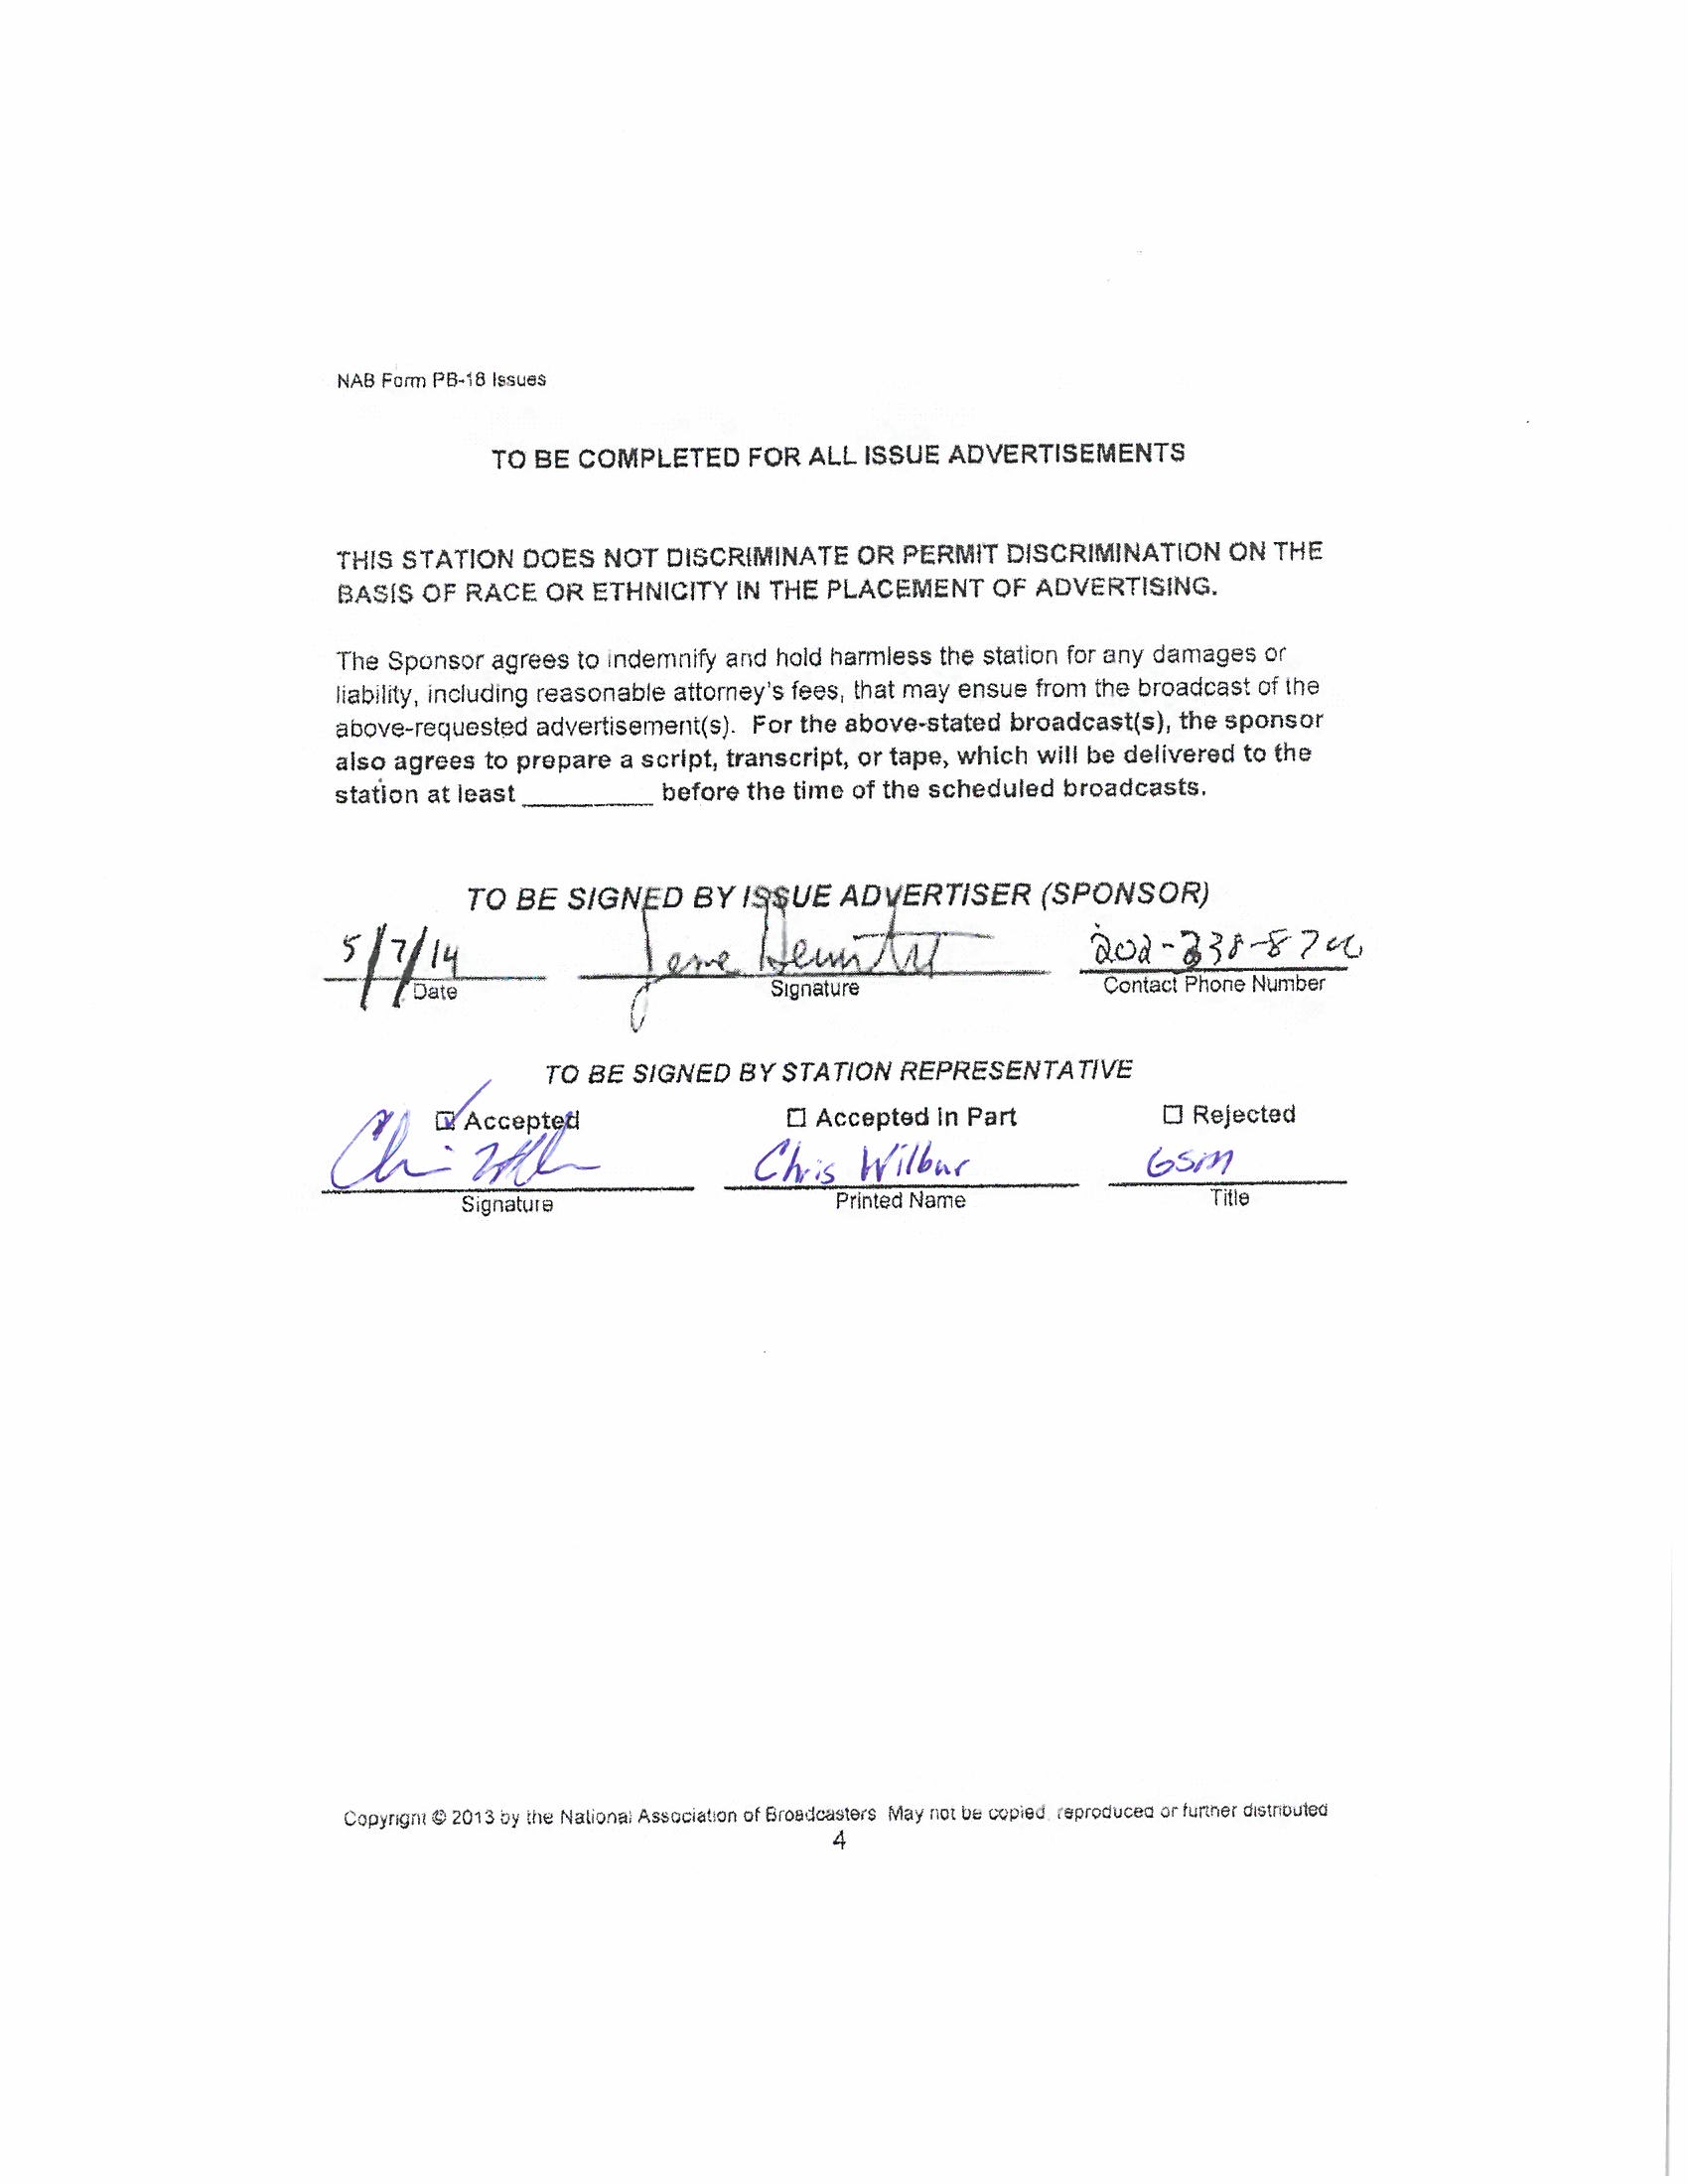 NAB Form PB-18 Issues
TO BE COMPLETED FOR ALL ISSUE ADVERTISEMENTS
THIS STATION DOES NOT DISCRIMINATE OR PERMIT DISCRIMINATION ON THE
BASIS OF RACE OR ETHNICITY IN THE PLACEMENT OF ADVERTISING.
The Sponsor agrees to indemnify and hold harmless the station for any damages or
liability, including reasonable attorney's fees, that may ensue from the broadcast of the
above-requested advertisement(s). For the above-stated broadcast(s), the sponsor
also agrees to prepare a script, transcript, or tape, which will be delivered to the
station at least __________ before the time of the scheduled broadcasts.
TO BE SIGNED BY ISSUE ADVERTISER (SPONSOR)
5/7/14
Date Signature Contact Phone Number
TO BE SIGNED BY STATION REPRESENTATIVE
☑ Accepted ☐ Accepted in Part ☐ Rejected
Chris Wilbur GSM
Signature Printed Name Title
Copyright © 2013 by the National Association of Broadcasters May not be copied, reproduced or further distributed
4